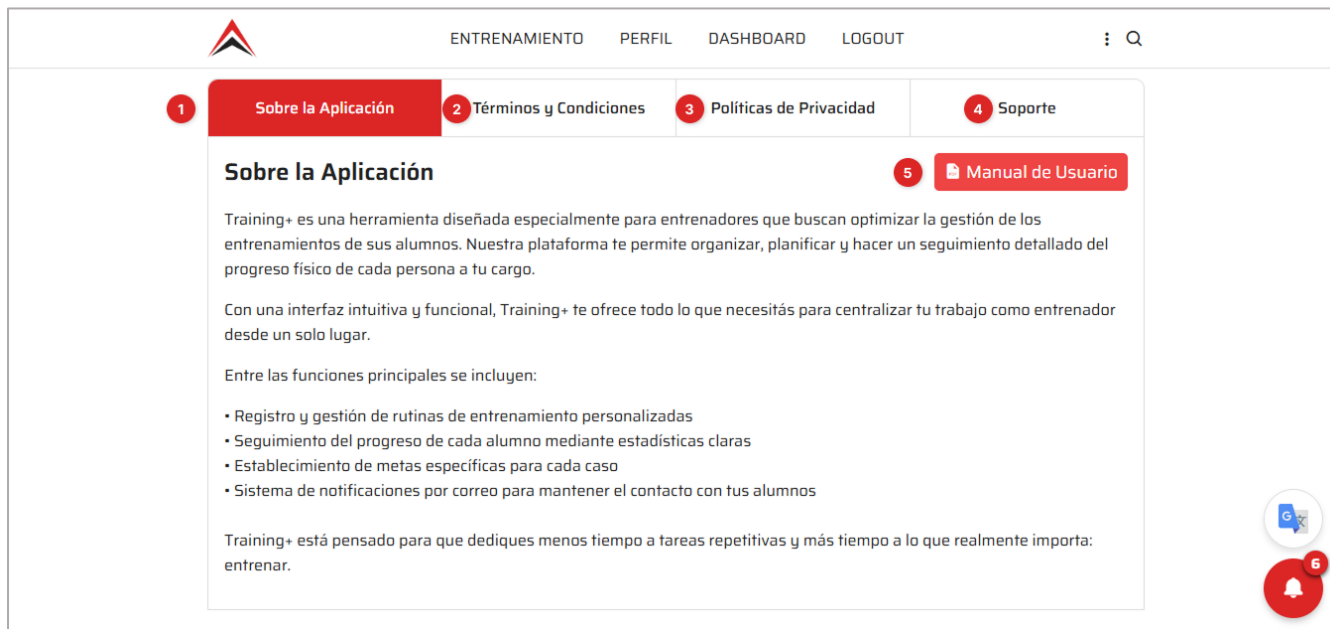 ENTRENAMIENTO PERFIL DASHBOARD LOGOUT
1 Sobre la Aplicación 2 Términos y Condiciones 3 Políticas de Privacidad 4 Soporte
Sobre la Aplicación 5 Manual de Usuario
Training+ es una herramienta diseñada especialmente para entrenadores que buscan optimizar la gestión de los
entrenamientos de sus alumnos. Nuestra plataforma te permite organizar, planificar y hacer un seguimiento detallado del
progreso físico de cada persona a tu cargo.
Con una interfaz intuitiva y funcional, Training+ te ofrece todo lo que necesitás para centralizar tu trabajo como entrenador
desde un solo lugar.
Entre las funciones principales se incluyen:
• Registro y gestión de rutinas de entrenamiento personalizadas
• Seguimiento del progreso de cada alumno mediante estadísticas claras
• Establecimiento de metas específicas para cada caso
• Sistema de notificaciones por correo para mantener el contacto con tus alumnos
Training+ está pensado para que dediques menos tiempo a tareas repetitivas y más tiempo a lo que realmente importa:
entrenar.
G 文
6